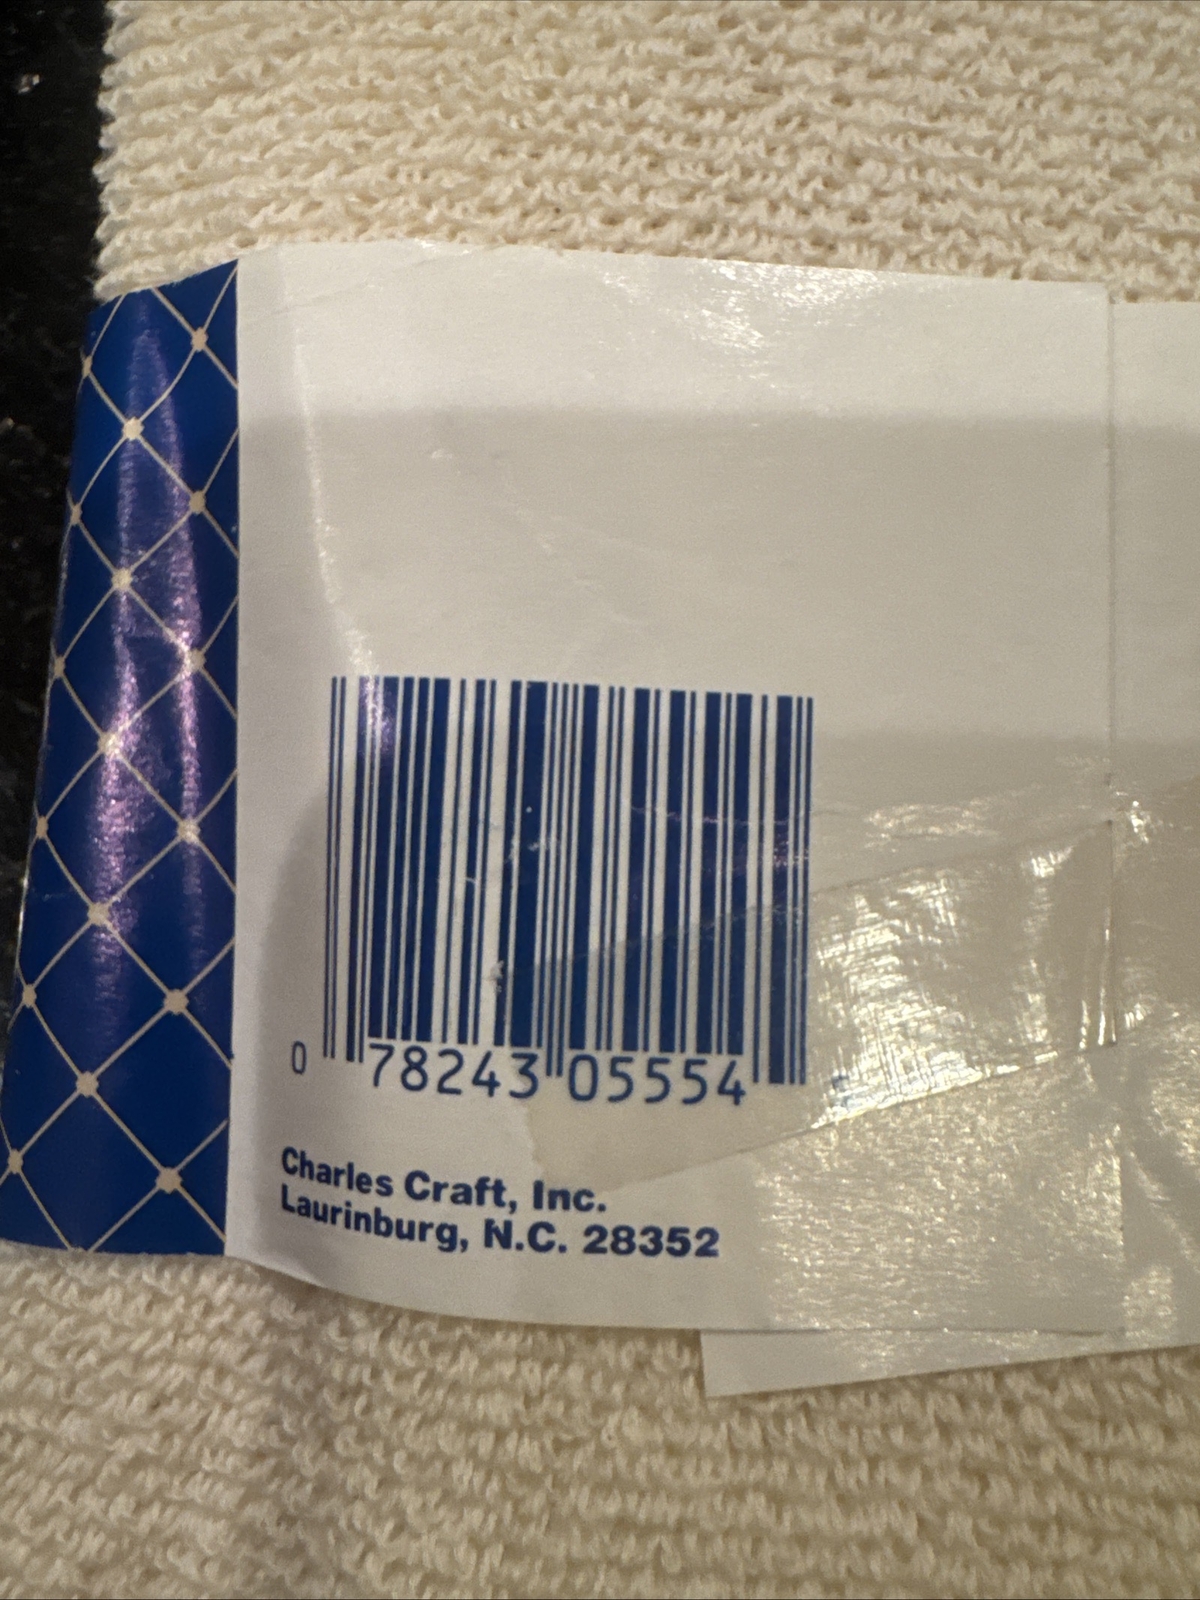 0 78243 05554
Charles Craft, Inc.
Laurinburg, N.C. 28352